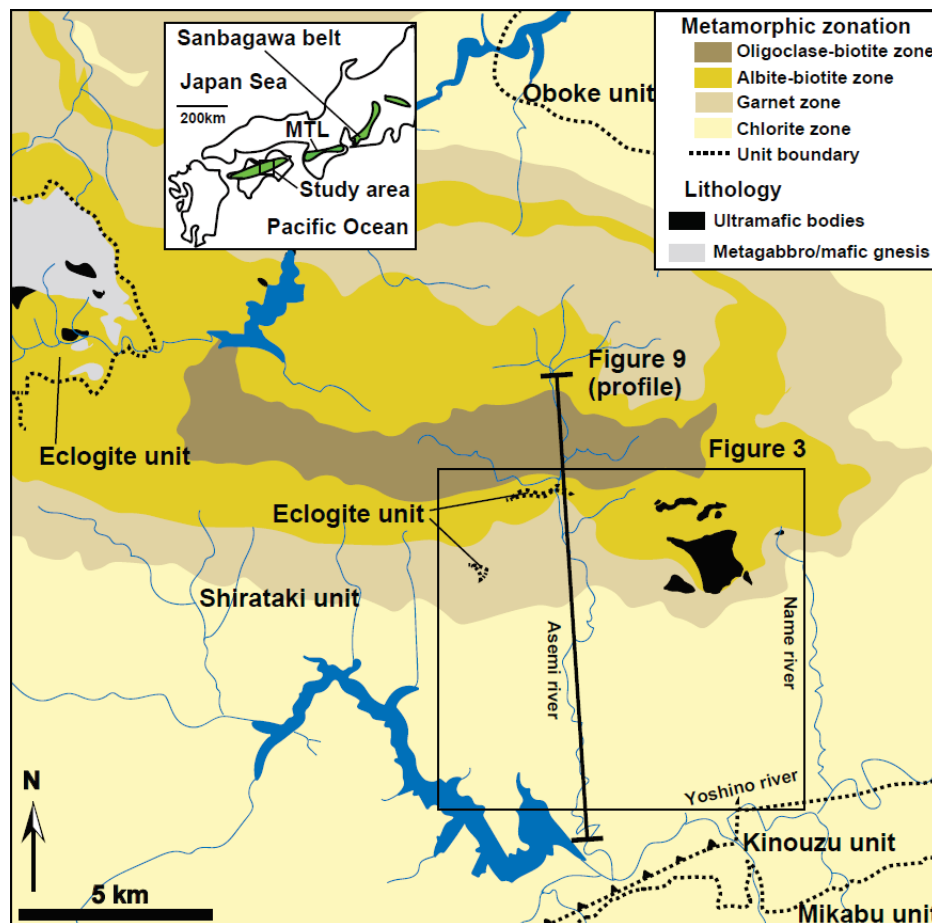 Sanbagawa belt
Japan Sea
200km
MTL
Study area
Pacific Ocean
Metamorphic zonation
Oligoclase-biotite zone
Albite-biotite zone
Garnet zone
Chlorite zone
Unit boundary
Lithology
Ultramafic bodies
Metagabbro/mafic gnesis
Oboke unit
Figure 9
(profile)
Figure 3
Eclogite unit
Eclogite unit
Shirataki unit
Asemi river
Name river
Yoshino river
Kinouzu unit
Mikabu unit
N
5 km